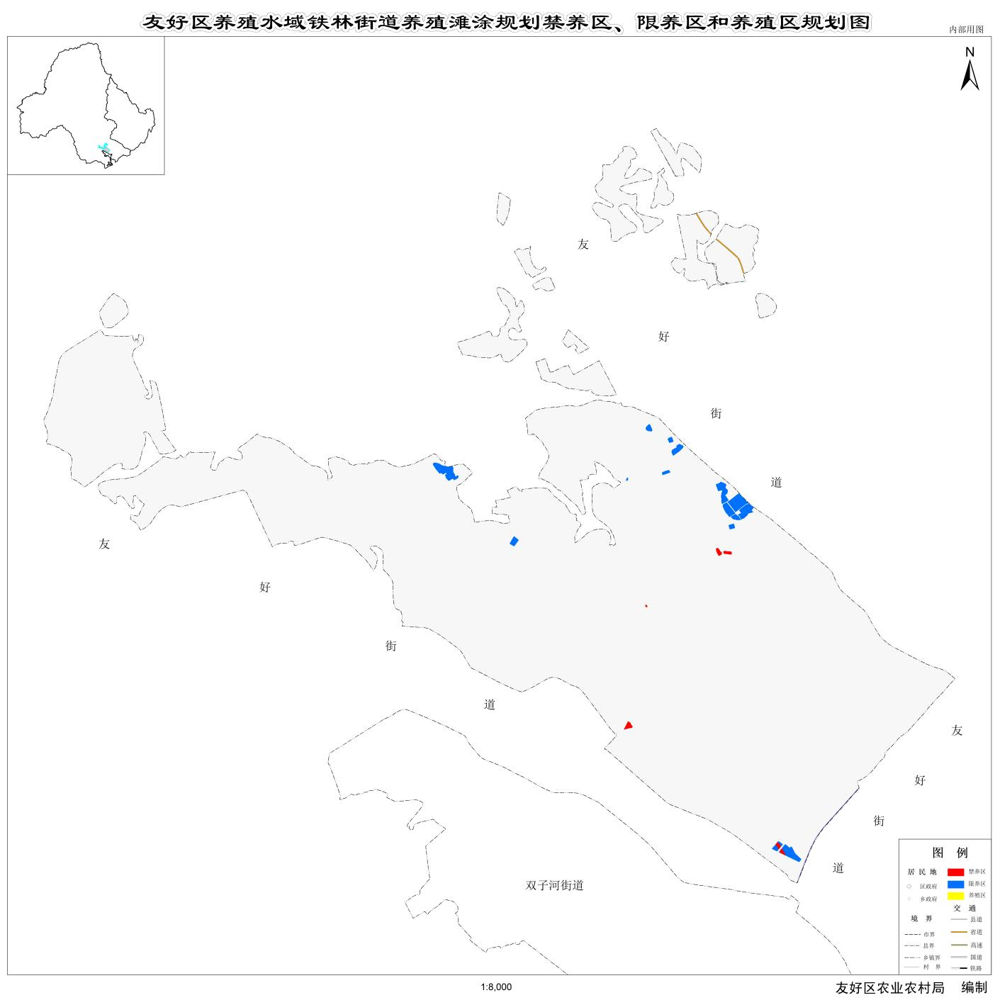 友好区养殖水域铁林街道养殖滩涂规划禁养区、限养区和养殖区规划图
内部用图
N
友
好
街
道
友
好
街
道
友
好
街
道
双子河街道
图 例
居 民 地
区政府
乡政府
境 界
市界
县界
乡镇界
村 界
禁养区
限养区
养殖区
交 通
县道
省道
高速
国道
铁路
1:8,000
友好区农业农村局 编制